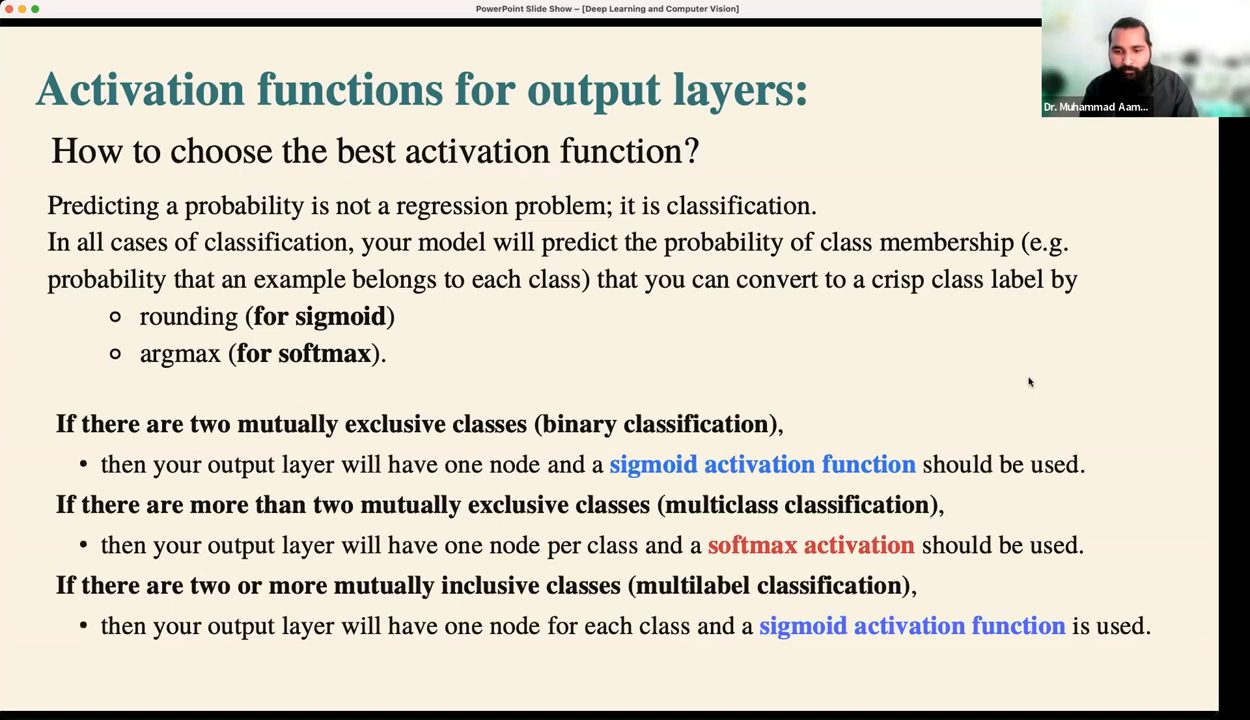 PowerPoint Slide Show – [Deep Learning and Computer Vision]
Activation functions for output layers:
Dr. Muhammad Aam...
How to choose the best activation function?
Predicting a probability is not a regression problem; it is classification.
In all cases of classification, your model will predict the probability of class membership (e.g.
probability that an example belongs to each class) that you can convert to a crisp class label by
rounding (for sigmoid)
argmax (for softmax).
If there are two mutually exclusive classes (binary classification),
• then your output layer will have one node and a sigmoid activation function should be used.
If there are more than two mutually exclusive classes (multiclass classification),
• then your output layer will have one node per class and a softmax activation should be used.
If there are two or more mutually inclusive classes (multilabel classification),
• then your output layer will have one node for each class and a sigmoid activation function is used.